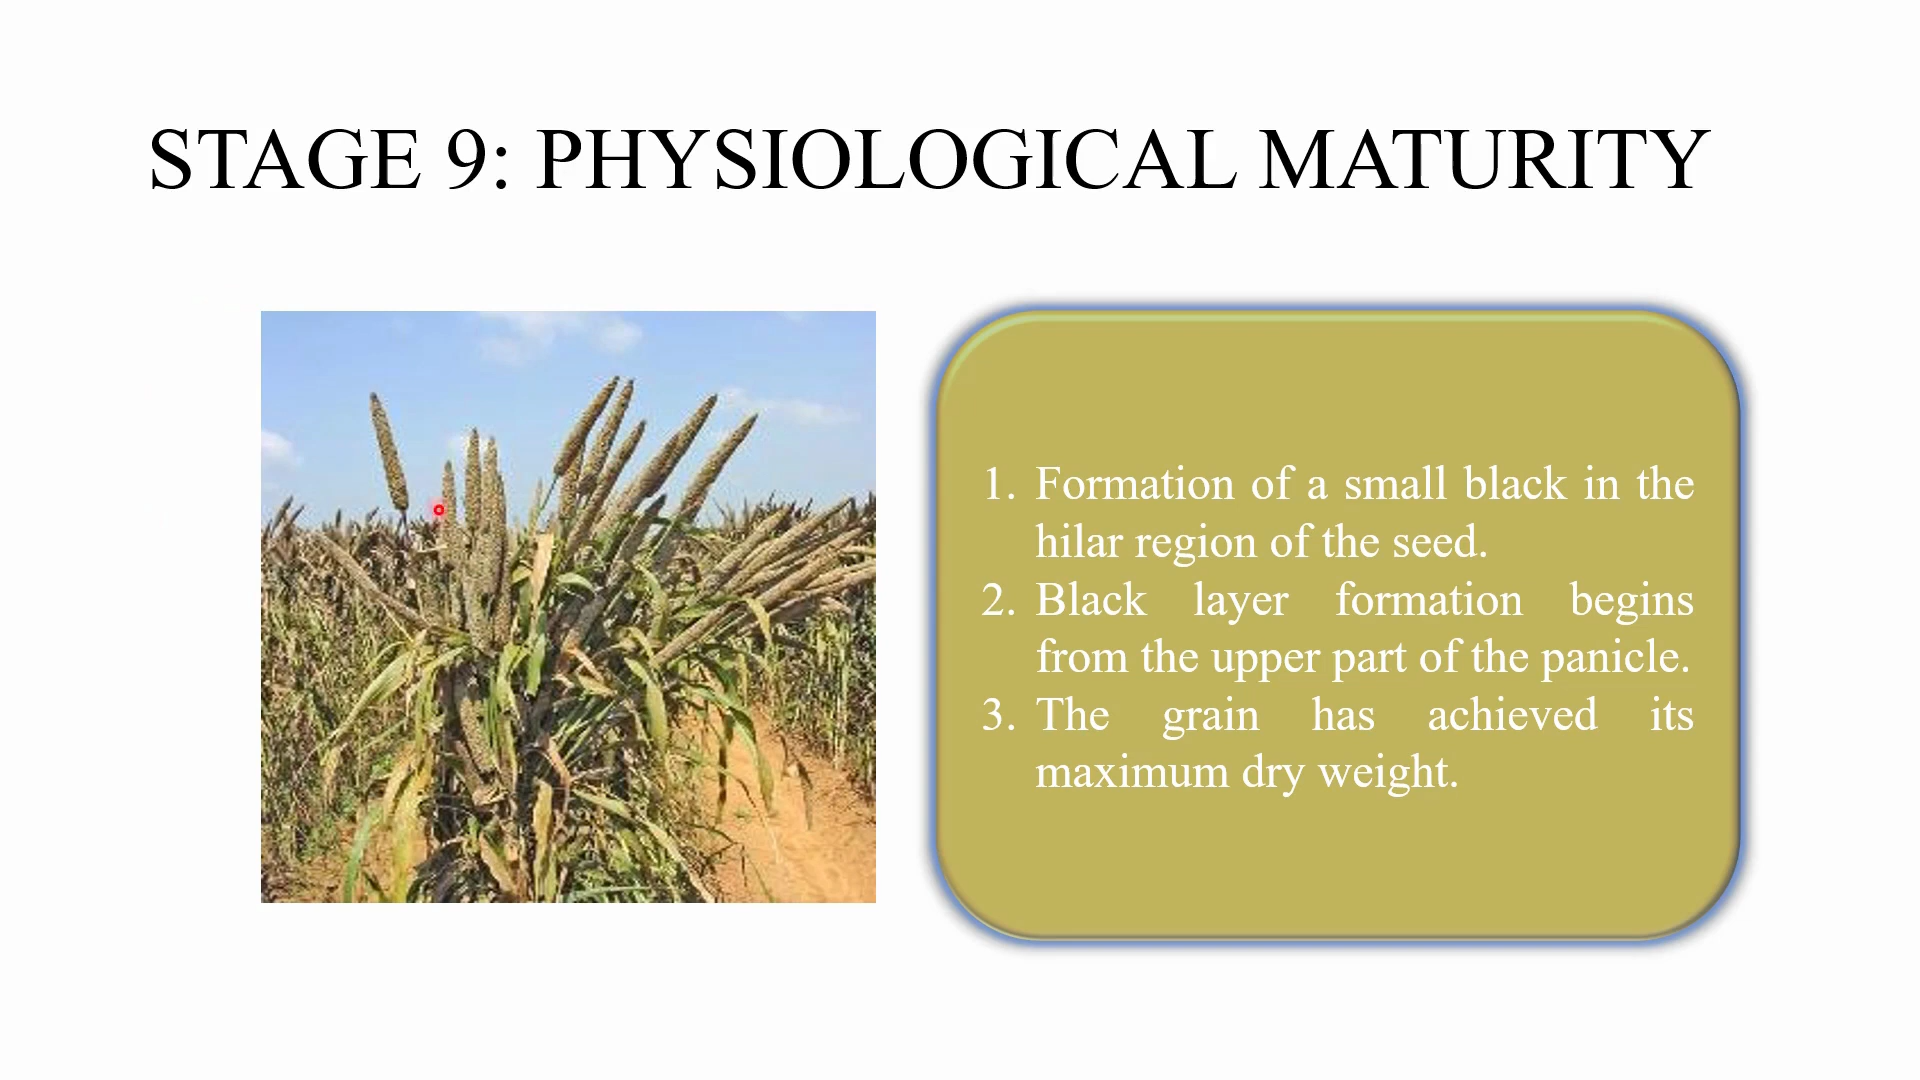 STAGE 9: PHYSIOLOGICAL MATURITY
1. Formation of a small black in the
hilar region of the seed.
2. Black layer formation begins
from the upper part of the panicle.
3. The grain has achieved its
maximum dry weight.